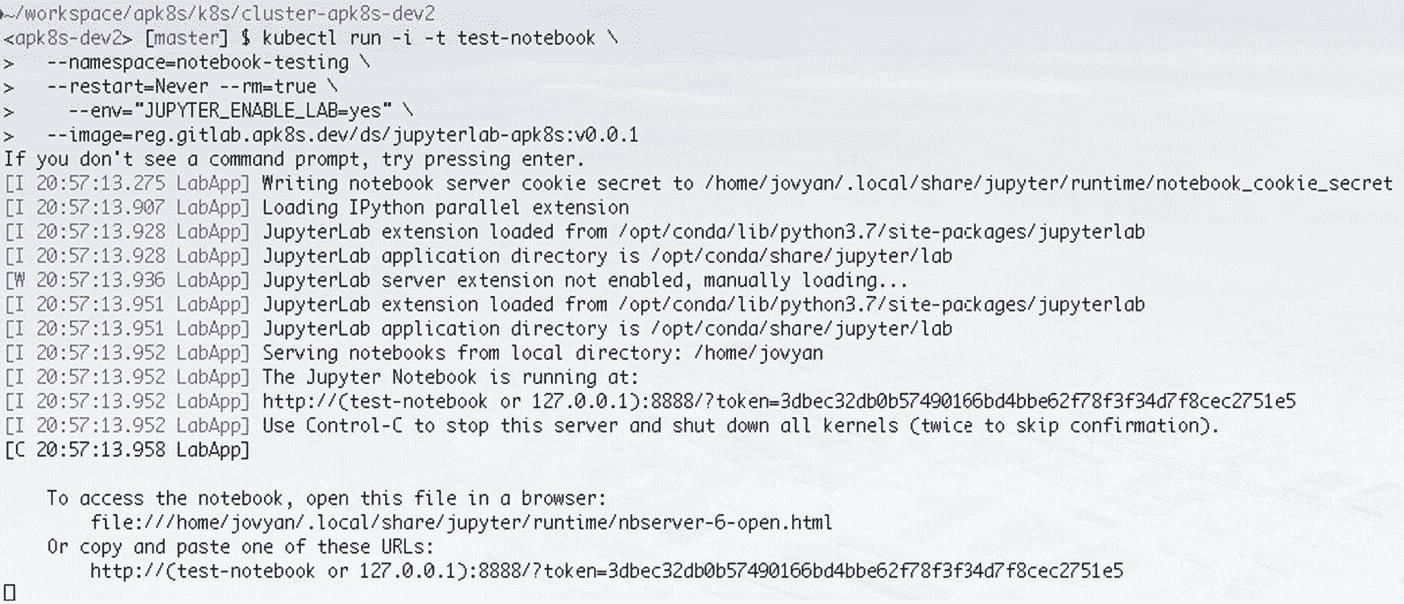 ~/workspace/apk8s/k8s/cluster-apk8s-dev2
<apk8s-dev2> [master] $ kubectl run -i -t test-notebook \
>   --namespace=notebook-testing \
>   --restart=Never --rm=true \
>     --env="JUPYTER_ENABLE_LAB=yes" \
>   --image=reg.gitlab.apk8s.dev/ds/jupyterlab-apk8s:v0.0.1
If you don't see a command prompt, try pressing enter.
[I 20:57:13.275 LabApp] Writing notebook server cookie secret to /home/jovyan/.local/share/jupyter/runtime/notebook_cookie_secret
[I 20:57:13.907 LabApp] Loading IPython parallel extension
[I 20:57:13.928 LabApp] JupyterLab extension loaded from /opt/conda/lib/python3.7/site-packages/jupyterlab
[I 20:57:13.928 LabApp] JupyterLab application directory is /opt/conda/share/jupyter/lab
[W 20:57:13.936 LabApp] JupyterLab server extension not enabled, manually loading...
[I 20:57:13.951 LabApp] JupyterLab extension loaded from /opt/conda/lib/python3.7/site-packages/jupyterlab
[I 20:57:13.951 LabApp] JupyterLab application directory is /opt/conda/share/jupyter/lab
[I 20:57:13.952 LabApp] Serving notebooks from local directory: /home/jovyan
[I 20:57:13.952 LabApp] The Jupyter Notebook is running at:
[I 20:57:13.952 LabApp] http://(test-notebook or 127.0.0.1):8888/?token=3dbec32db0b57490166bd4bbe62f78f3f34d7f8cec2751e5
[I 20:57:13.952 LabApp] Use Control-C to stop this server and shut down all kernels (twice to skip confirmation).
[C 20:57:13.958 LabApp]
    To access the notebook, open this file in a browser:
        file:///home/jovyan/.local/share/jupyter/runtime/nbserver-6-open.html
    Or copy and paste one of these URLs:
        http://(test-notebook or 127.0.0.1):8888/?token=3dbec32db0b57490166bd4bbe62f78f3f34d7f8cec2751e5